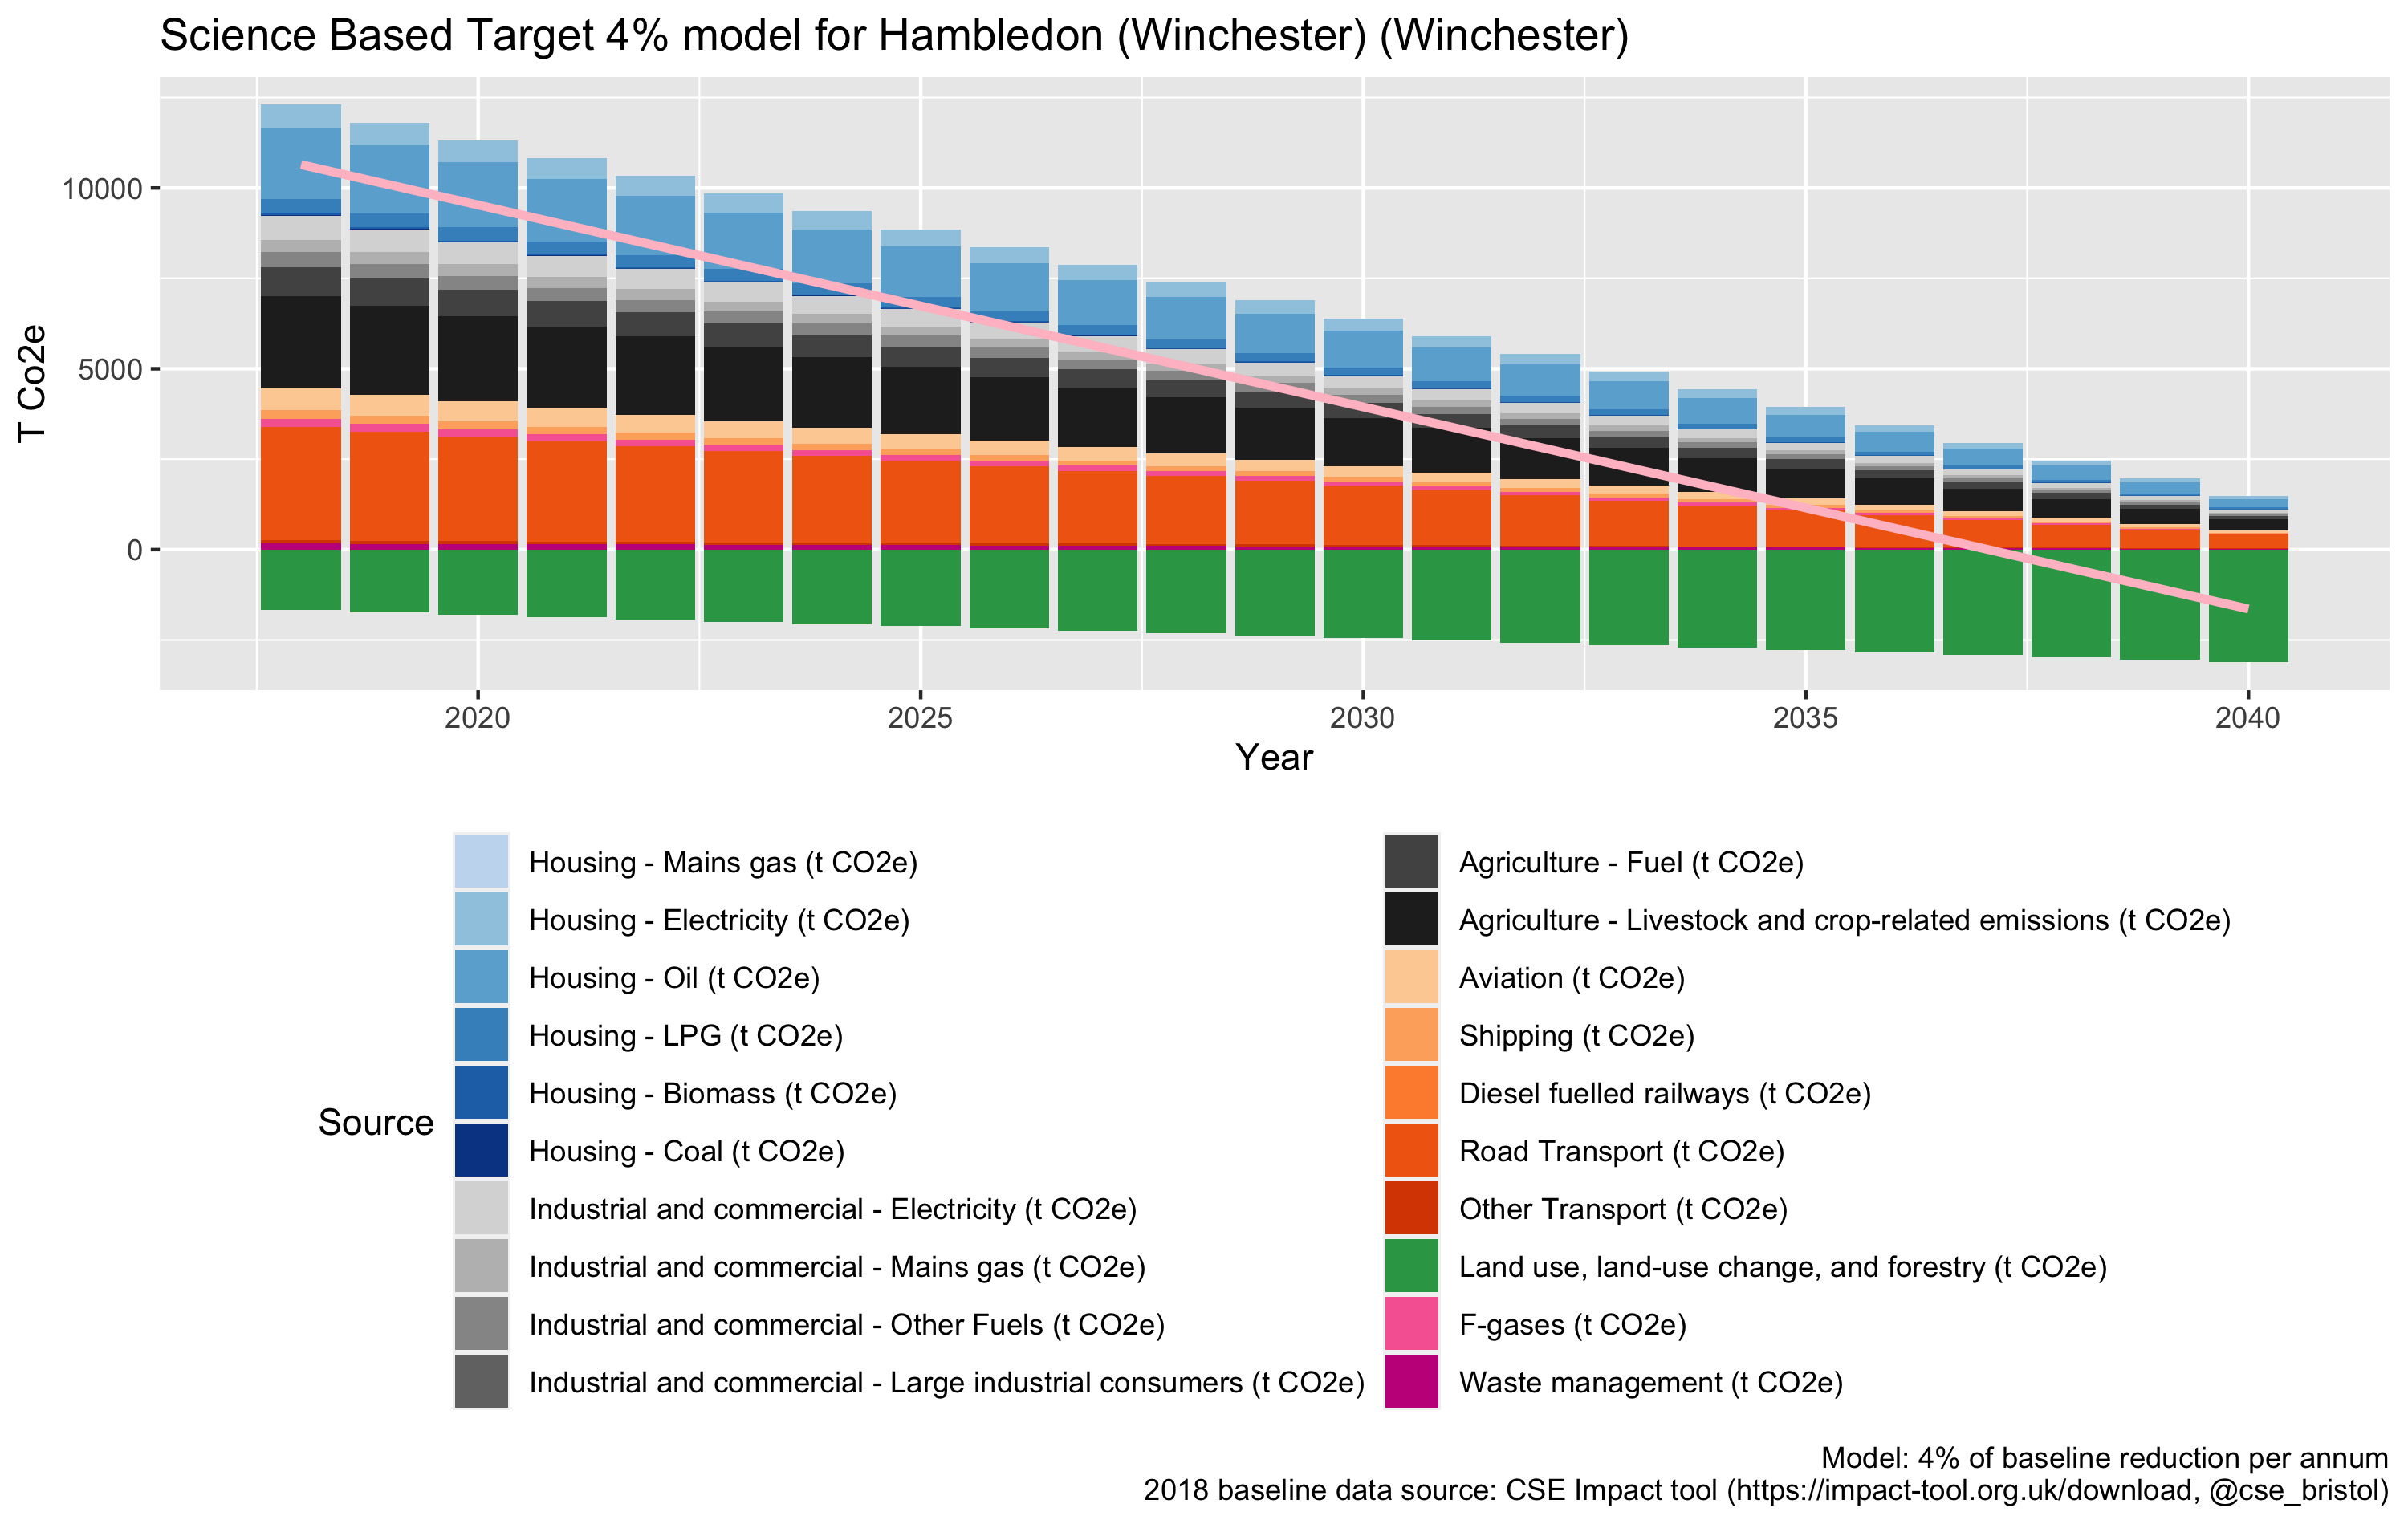 Science Based Target 4% model for Hambledon (Winchester) (Winchester)
T Co2e
10000
5000
0
2020 2025 2030 2035 2040
Year
Source
Housing - Mains gas (t CO2e)
Housing - Electricity (t CO2e)
Housing - Oil (t CO2e)
Housing - LPG (t CO2e)
Housing - Biomass (t CO2e)
Housing - Coal (t CO2e)
Industrial and commercial - Electricity (t CO2e)
Industrial and commercial - Mains gas (t CO2e)
Industrial and commercial - Other Fuels (t CO2e)
Industrial and commercial - Large industrial consumers (t CO2e)
Agriculture - Fuel (t CO2e)
Agriculture - Livestock and crop-related emissions (t CO2e)
Aviation (t CO2e)
Shipping (t CO2e)
Diesel fuelled railways (t CO2e)
Road Transport (t CO2e)
Other Transport (t CO2e)
Land use, land-use change, and forestry (t CO2e)
F-gases (t CO2e)
Waste management (t CO2e)
Model: 4% of baseline reduction per annum
2018 baseline data source: CSE Impact tool (https://impact-tool.org.uk/download, @cse_bristol)